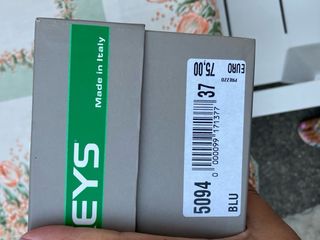 EYS
Made in Italy
PREZZO
EURO 75,00
37
0 000099 171377
5094
BLU